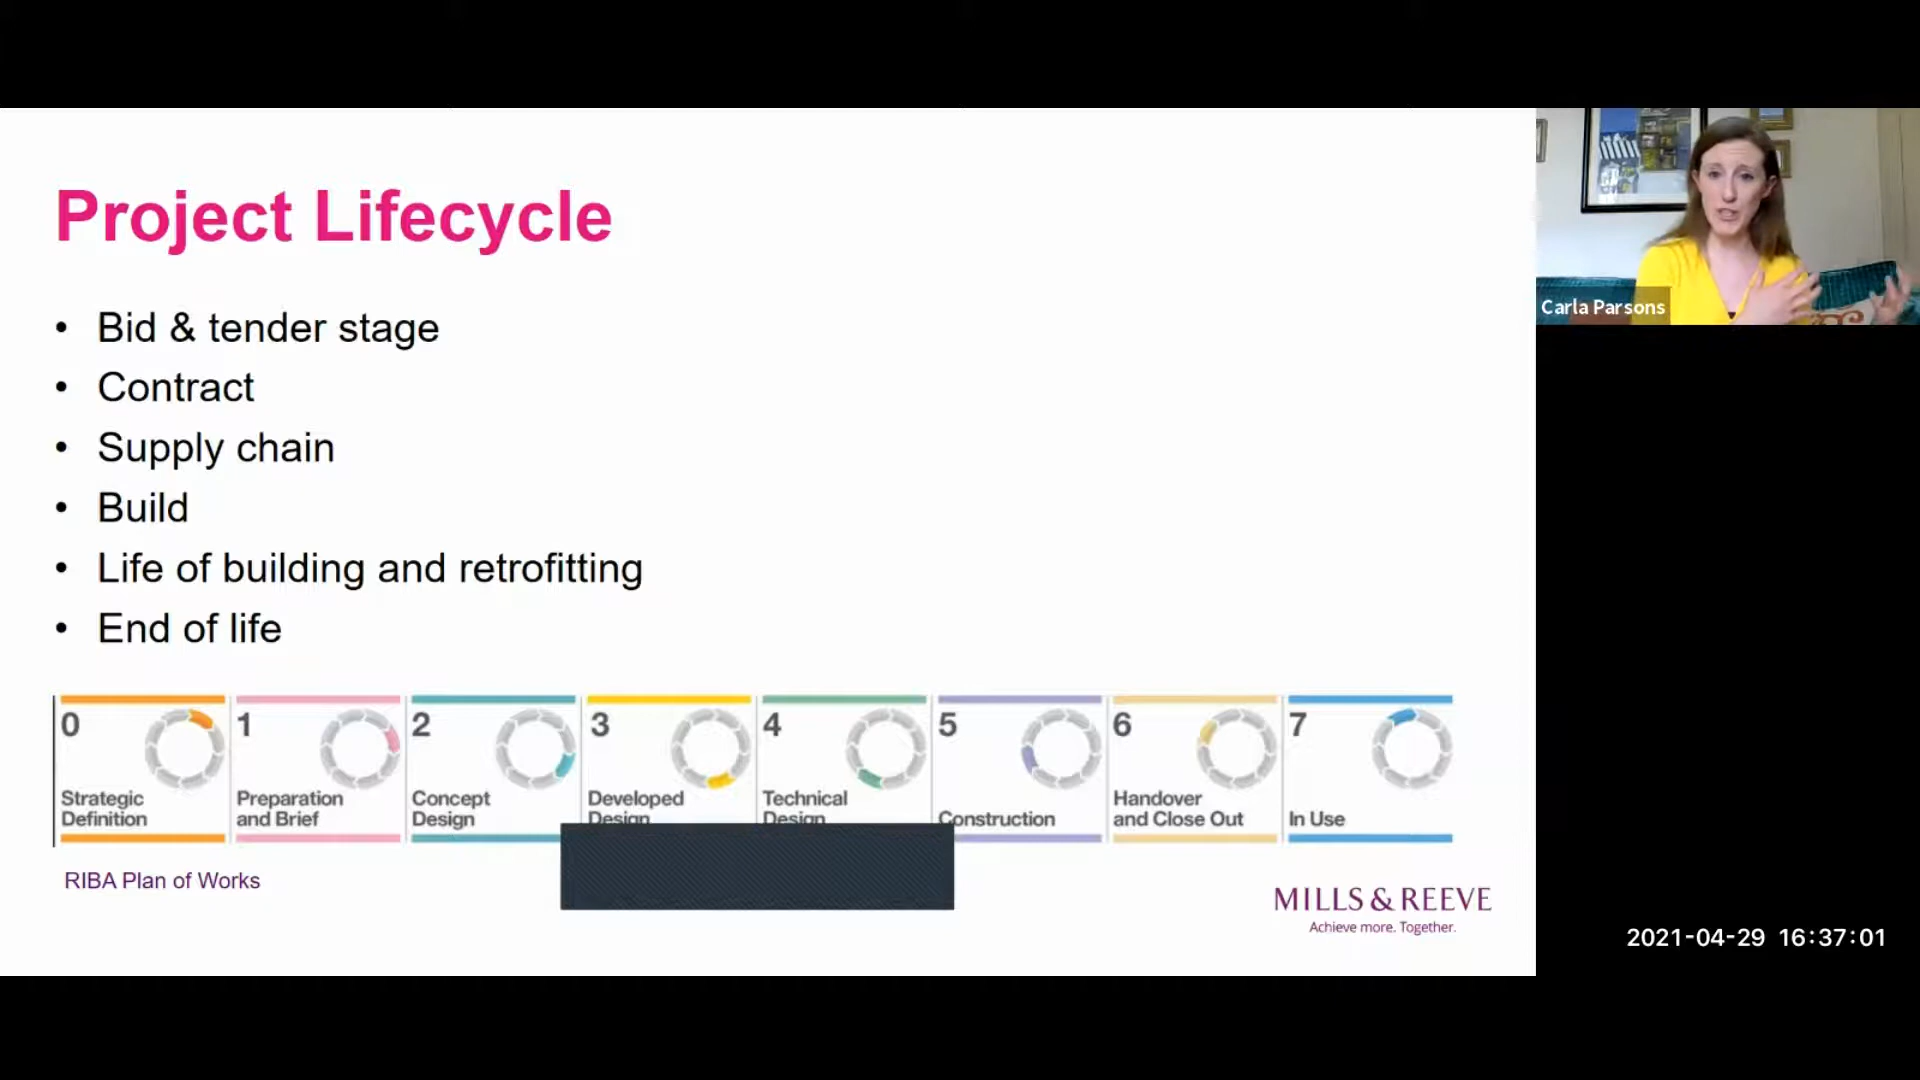 Project Lifecycle
• Bid & tender stage
• Contract
• Supply chain
• Build
• Life of building and retrofitting
• End of life
0
Strategic
Definition
1
Preparation
and Brief
2
Concept
Design
3
Developed
Design
4
Technical
Design
5
Construction
6
Handover
and Close Out
7
In Use
RIBA Plan of Works
MILLS & REEVE
Achieve more. Together.
Carla Parsons
2021-04-29 16:37:01